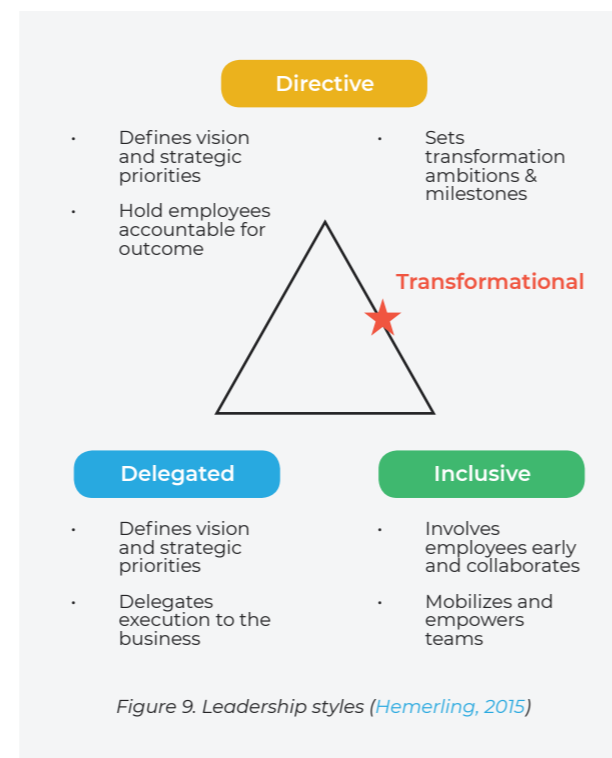 Directive
· Defines vision
and strategic
priorities
· Hold employees
accountable for
outcome
· Sets
transformation
ambitions &
milestones
Transformational
Delegated
· Defines vision
and strategic
priorities
· Delegates
execution to the
business
Inclusive
· Involves
employees early
and collaborates
· Mobilizes and
empowers
teams
Figure 9. Leadership styles (Hemerling, 2015)